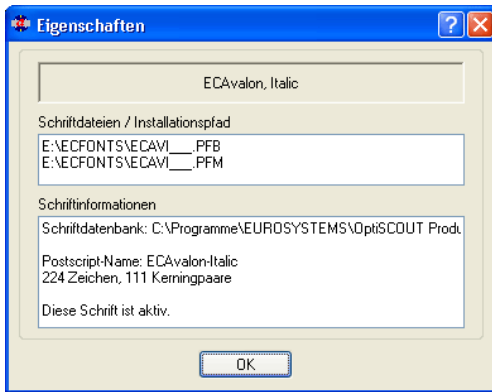 Eigenschaften
ECAvalon, Italic
Schriftdateien / Installationspfad
E:\ECFONTS\ECAVI___.PFB
E:\ECFONTS\ECAVI___.PFM
Schriftinformationen
Schriftdatenbank: C:\Programme\EUROSYSTEMS\OptiSCOUT Produ
Postscript-Name: ECAvalon-Italic
224 Zeichen, 111 Kerningpaare
Diese Schrift ist aktiv.
OK